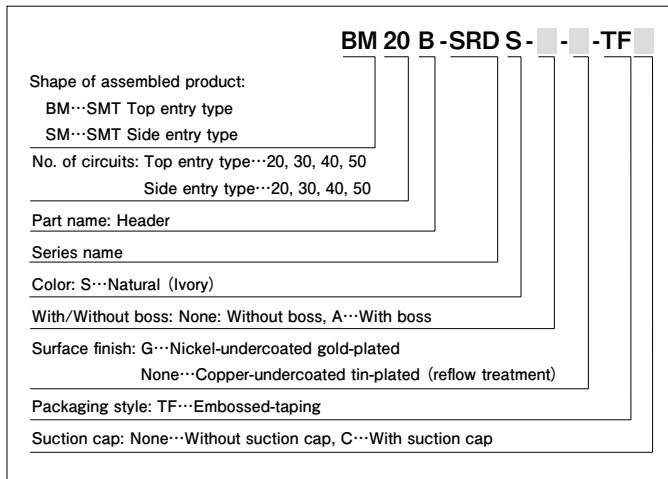 BM 20 B - SRD S - - - TF
Shape of assembled product:
BM⋯SMT Top entry type
SM⋯SMT Side entry type
No. of circuits: Top entry type⋯20, 30, 40, 50
Side entry type⋯20, 30, 40, 50
Part name: Header
Series name
Color: S⋯Natural (Ivory)
With/Without boss: None: Without boss, A⋯With boss
Surface finish: G⋯Nickel-undercoated gold-plated
None⋯Copper-undercoated tin-plated (reflow treatment)
Packaging style: TF⋯Embossed-taping
Suction cap: None⋯Without suction cap, C⋯With suction cap